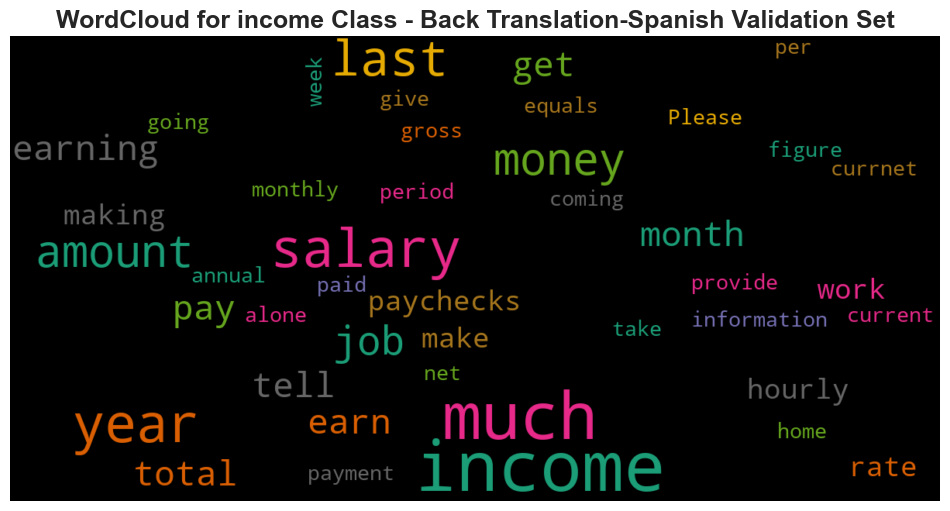 WordCloud for income Class - Back Translation-Spanish Validation Set
last
get
per
week
give
equals
Please
going
gross
earning
money
figure
currnet
monthly
period
coming
making
amount
salary
month
annual
paid
provide
work
pay
alone
paychecks
information
current
job
make
take
tell
net
hourly
year
earn
much
home
total
payment
income
rate